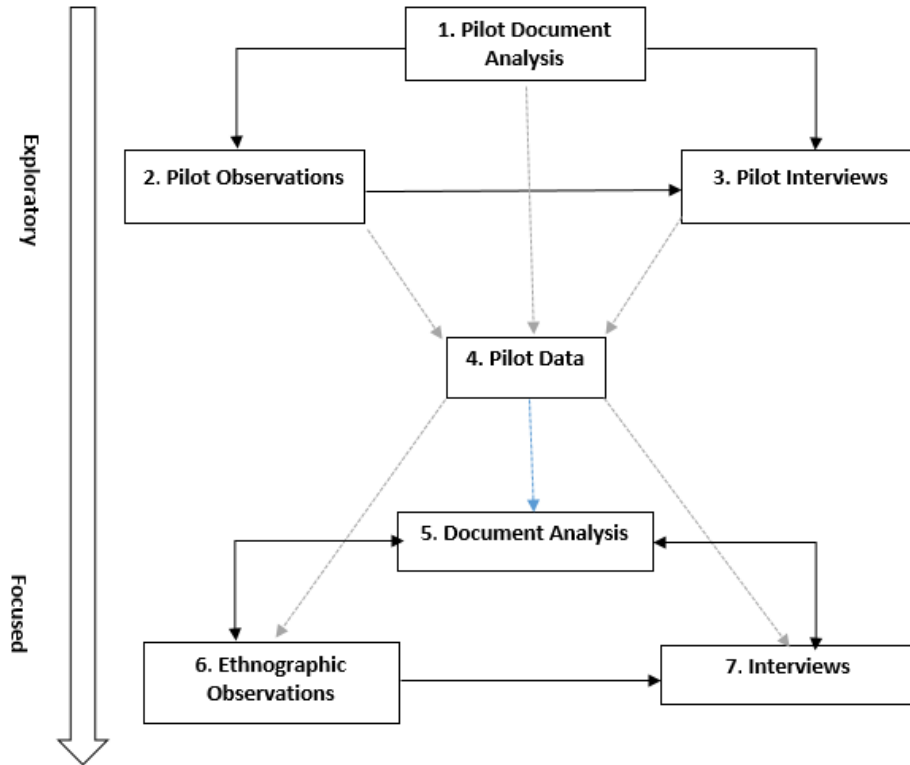 1. Pilot Document
Analysis
Exploratory
2. Pilot Observations
3. Pilot Interviews
4. Pilot Data
5. Document Analysis
Focused
6. Ethnographic
Observations
7. Interviews